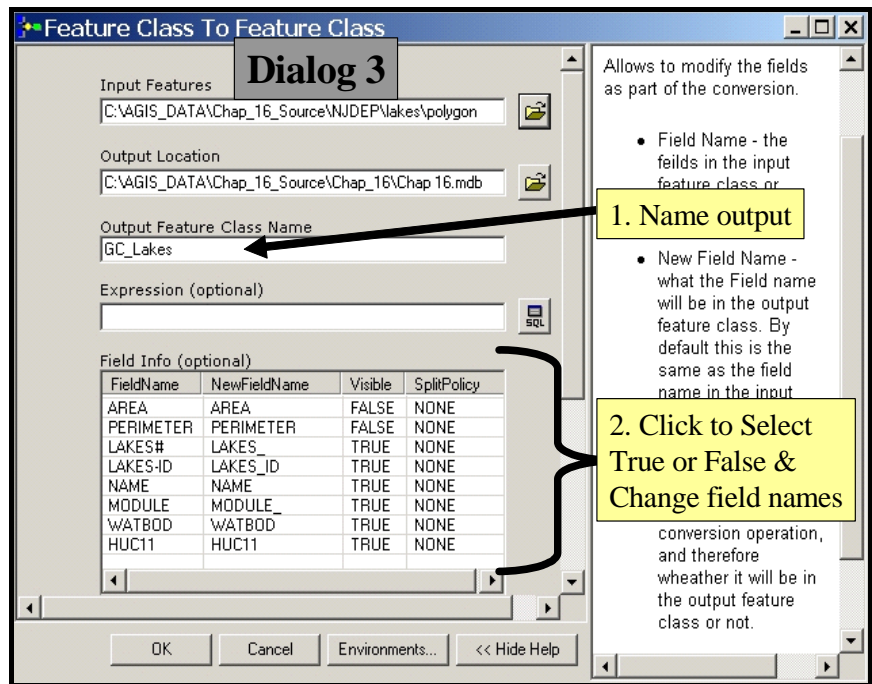 Feature Class To Feature Class
Dialog 3
Input Features
C:\AGIS_DATA\Chap_16_Source\NJDEP\lakes\polygon
Output Location
C:\AGIS_DATA\Chap_16_Source\Chap_16\Chap 16.mdb
Output Feature Class Name
GC_Lakes
Expression (optional)
SQL
Field Info (optional)
FieldName NewFieldName Visible SplitPolicy
AREA AREA FALSE NONE
PERIMETER PERIMETER FALSE NONE
LAKES# LAKES_ TRUE NONE
LAKES-ID LAKES_ID TRUE NONE
NAME NAME TRUE NONE
MODULE MODULE_ TRUE NONE
WATBOD WATBOD TRUE NONE
HUC11 HUC11 TRUE NONE
OK Cancel Environments... << Hide Help
Allows to modify the fields
as part of the conversion.
• Field Name - the
feilds in the input
feature class or
1. Name output
• New Field Name -
what the Field name
will be in the output
feature class. By
default this is the
same as the field
name in the input
2. Click to Select
True or False &
Change field names
conversion operation,
and therefore
wheather it will be in
the output feature
class or not.